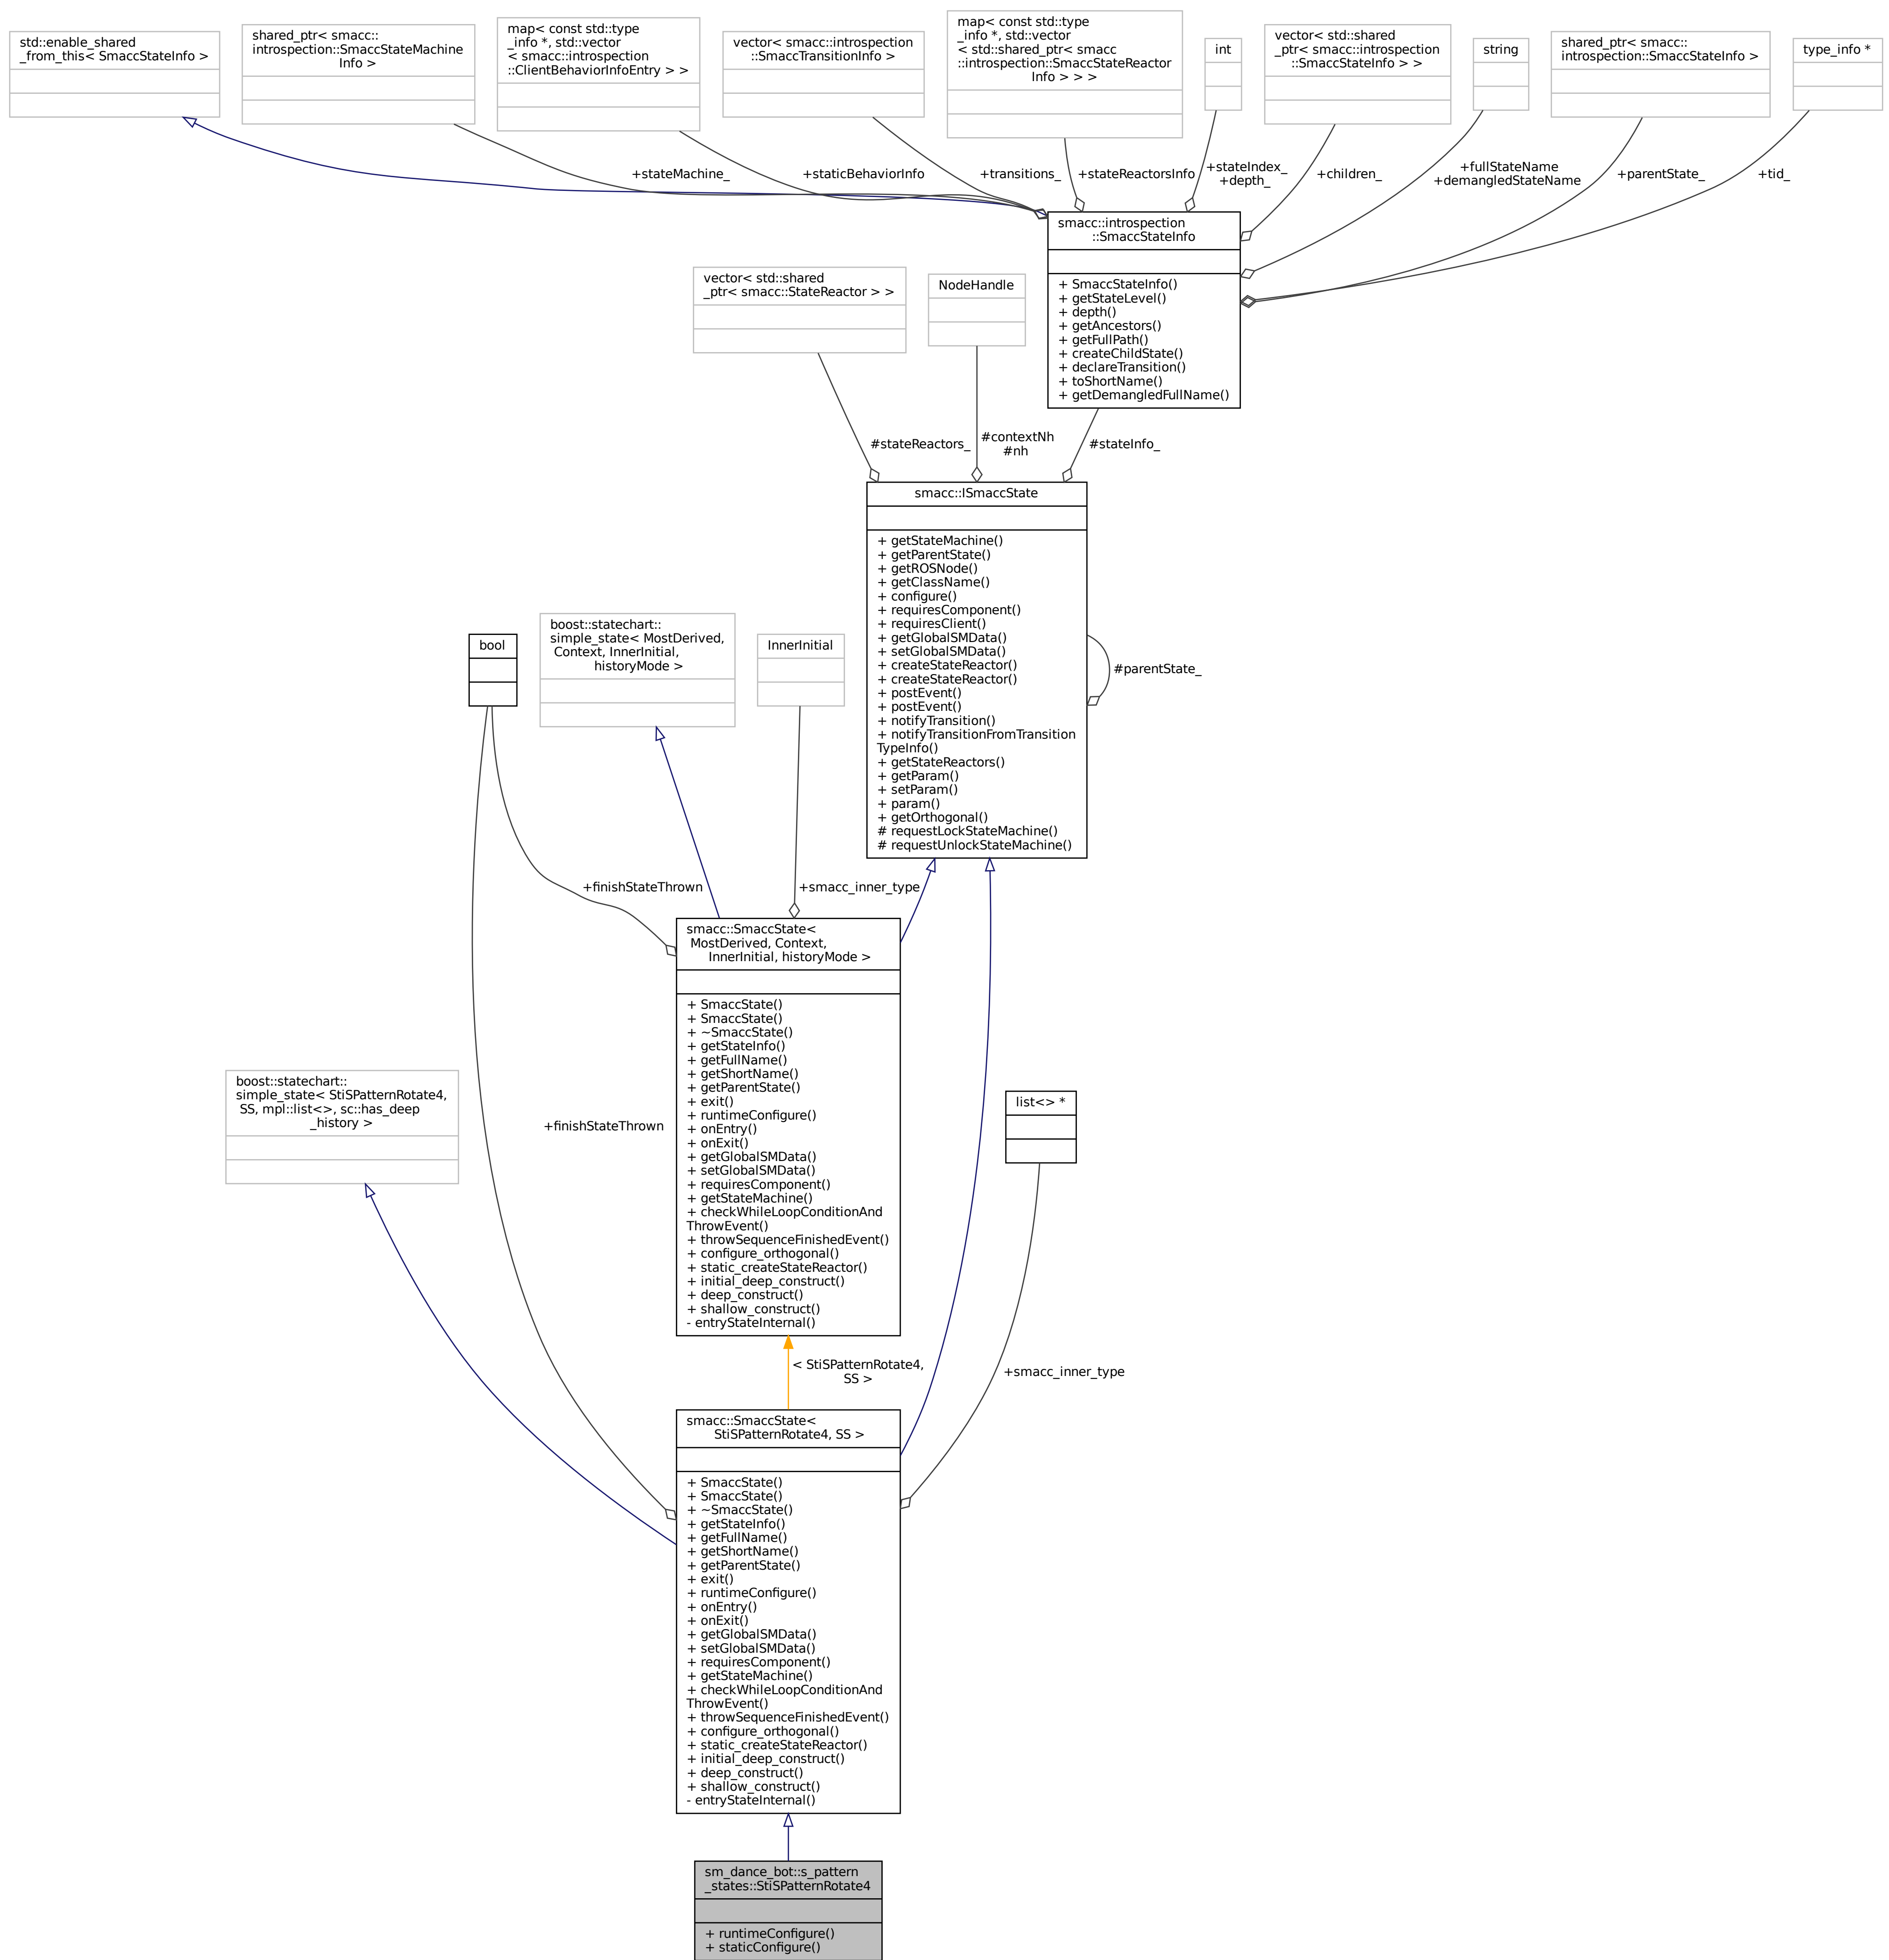 std::enable_shared
_from_this< SmaccStateInfo >
shared_ptr< smacc::
introspection::SmaccStateMachine
Info >
map< const std::type
_info *, std::vector
< smacc::introspection
::ClientBehaviorInfoEntry > >
vector< smacc::introspection
::SmaccTransitionInfo >
map< const std::type
_info *, std::vector
< std::shared_ptr< smacc
::introspection::SmaccStateReactor
Info > > >
int
vector< std::shared
_ptr< smacc::introspection
::SmaccStateInfo > >
string
shared_ptr< smacc::
introspection::SmaccStateInfo >
type_info *
+stateMachine_
+staticBehaviorInfo
+transitions_
+stateReactorsInfo
+stateIndex_
+depth_
+children_
+fullStateName
+demangledStateName
+parentState_
+tid_
smacc::introspection
::SmaccStateInfo
+ SmaccStateInfo()
+ getStateLevel()
+ depth()
+ getAncestors()
+ getFullPath()
+ createChildState()
+ declareTransition()
+ toShortName()
+ getDemangledFullName()
vector< std::shared
_ptr< smacc::StateReactor > >
NodeHandle
#stateReactors_
#contextNh
#nh
#stateInfo_
smacc::ISmaccState
+ getStateMachine()
+ getParentState()
+ getROSNode()
+ getClassName()
+ configure()
+ requiresComponent()
+ requiresClient()
+ getGlobalSMData()
+ setGlobalSMData()
+ createStateReactor()
+ createStateReactor()
+ postEvent()
+ postEvent()
+ notifyTransition()
+ notifyTransitionFromTransition
TypeInfo()
+ getStateReactors()
+ getParam()
+ setParam()
+ param()
+ getOrthogonal()
# requestLockStateMachine()
# requestUnlockStateMachine()
#parentState_
bool
boost::statechart::
simple_state< MostDerived,
Context, InnerInitial,
historyMode >
InnerInitial
+finishStateThrown
+smacc_inner_type
smacc::SmaccState<
MostDerived, Context,
InnerInitial, historyMode >
+ SmaccState()
+ SmaccState()
+ ~SmaccState()
+ getStateInfo()
+ getFullName()
+ getShortName()
+ getParentState()
+ exit()
+ runtimeConfigure()
+ onEntry()
+ onExit()
+ getGlobalSMData()
+ setGlobalSMData()
+ requiresComponent()
+ getStateMachine()
+ checkWhileLoopConditionAnd
ThrowEvent()
+ throwSequenceFinishedEvent()
+ configure_orthogonal()
+ static_createStateReactor()
+ initial_deep_construct()
+ deep_construct()
+ shallow_construct()
- entryStateInternal()
boost::statechart::
simple_state< StiSPatternRotate4,
SS, mpl::list<>, sc::has_deep
_history >
+finishStateThrown
list<> *
< StiSPatternRotate4,
SS >
+smacc_inner_type
smacc::SmaccState<
StiSPatternRotate4, SS >
+ SmaccState()
+ SmaccState()
+ ~SmaccState()
+ getStateInfo()
+ getFullName()
+ getShortName()
+ getParentState()
+ exit()
+ runtimeConfigure()
+ onEntry()
+ onExit()
+ getGlobalSMData()
+ setGlobalSMData()
+ requiresComponent()
+ getStateMachine()
+ checkWhileLoopConditionAnd
ThrowEvent()
+ throwSequenceFinishedEvent()
+ configure_orthogonal()
+ static_createStateReactor()
+ initial_deep_construct()
+ deep_construct()
+ shallow_construct()
- entryStateInternal()
sm_dance_bot::s_pattern
_states::StiSPatternRotate4
+ runtimeConfigure()
+ staticConfigure()